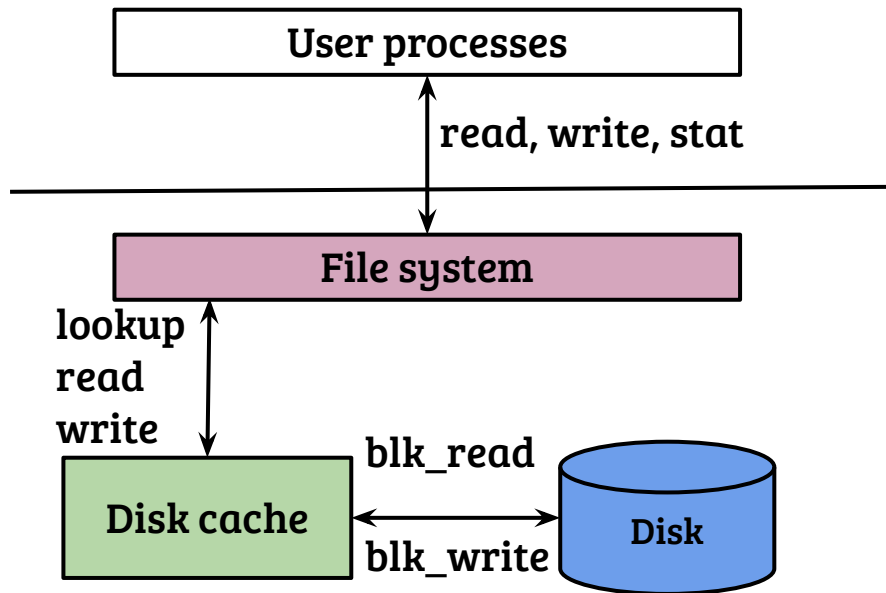 User processes
read, write, stat
File system
lookup
read
write
blk_read
Disk cache
Disk
blk_write